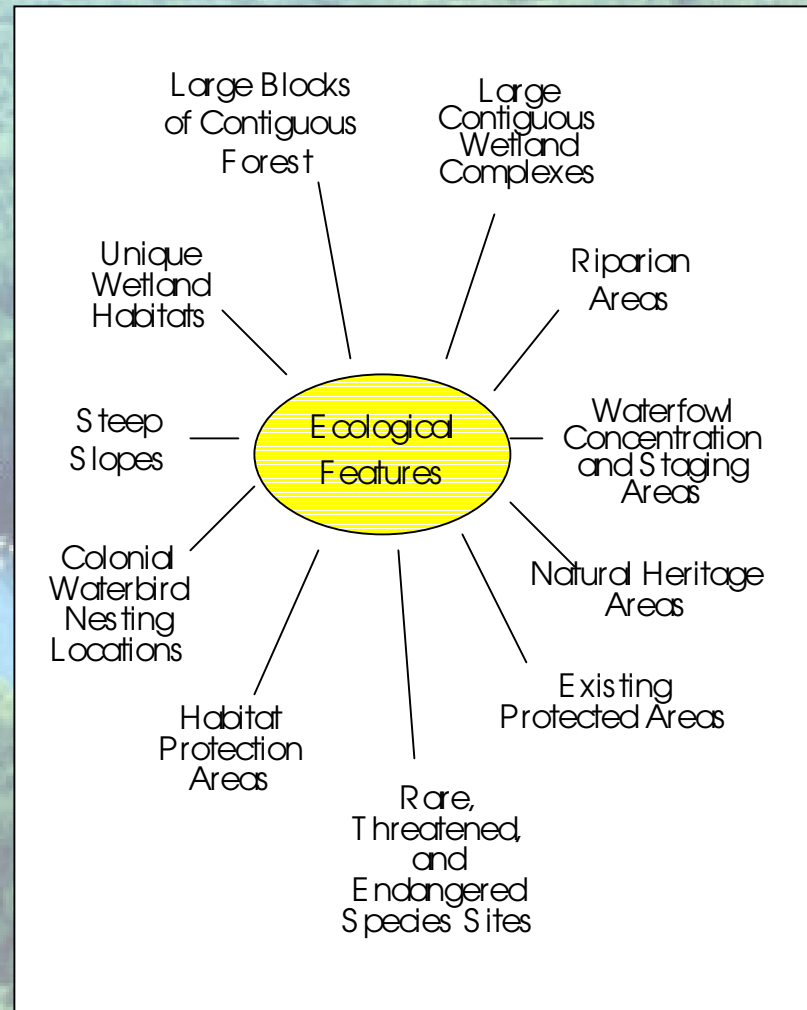 Large Blocks
of Contiguous
Forest
Large
Contiguous
Wetland
Complexes
Unique
Wetland
Habitats
Riparian
Areas
Steep
Slopes
Ecological
Features
Waterfowl
Concentration
and Staging
Areas
Colonial
Waterbird
Nesting
Locations
Natural Heritage
Areas
Habitat
Protection
Areas
Existing
Protected Areas
Rare,
Threatened,
and
Endangered
Species Sites